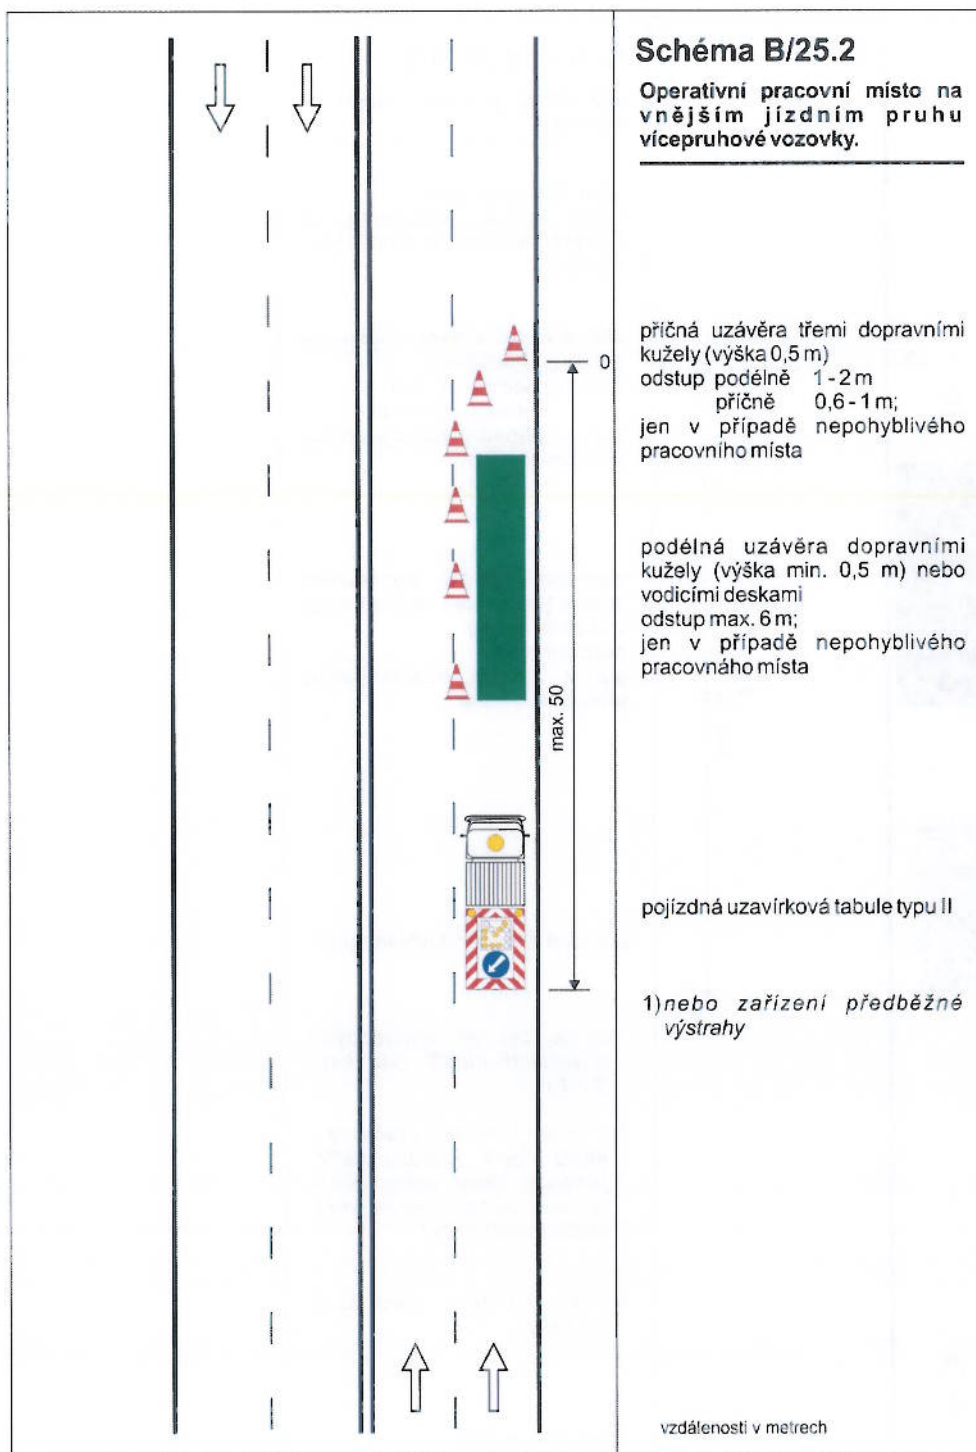 Schéma B/25.2
Operativní pracovní místo na
vnějším jízdním pruhu
vícepruhové vozovky.
příčná uzávěra třemi dopravními
kužely (výška 0,5 m)
odstup podélně 1 - 2 m
příčně 0,6 - 1 m;
jen v případě nepohyblivého
pracovního místa
0
podélná uzávěra dopravními
kužely (výška min. 0,5 m) nebo
vodicími deskami
odstup max. 6 m;
jen v případě nepohyblivého
pracovnáho místa
max. 50
pojízdná uzavírková tabule typu II
1) nebo zařízení předběžné
výstrahy
vzdálenosti v metrech